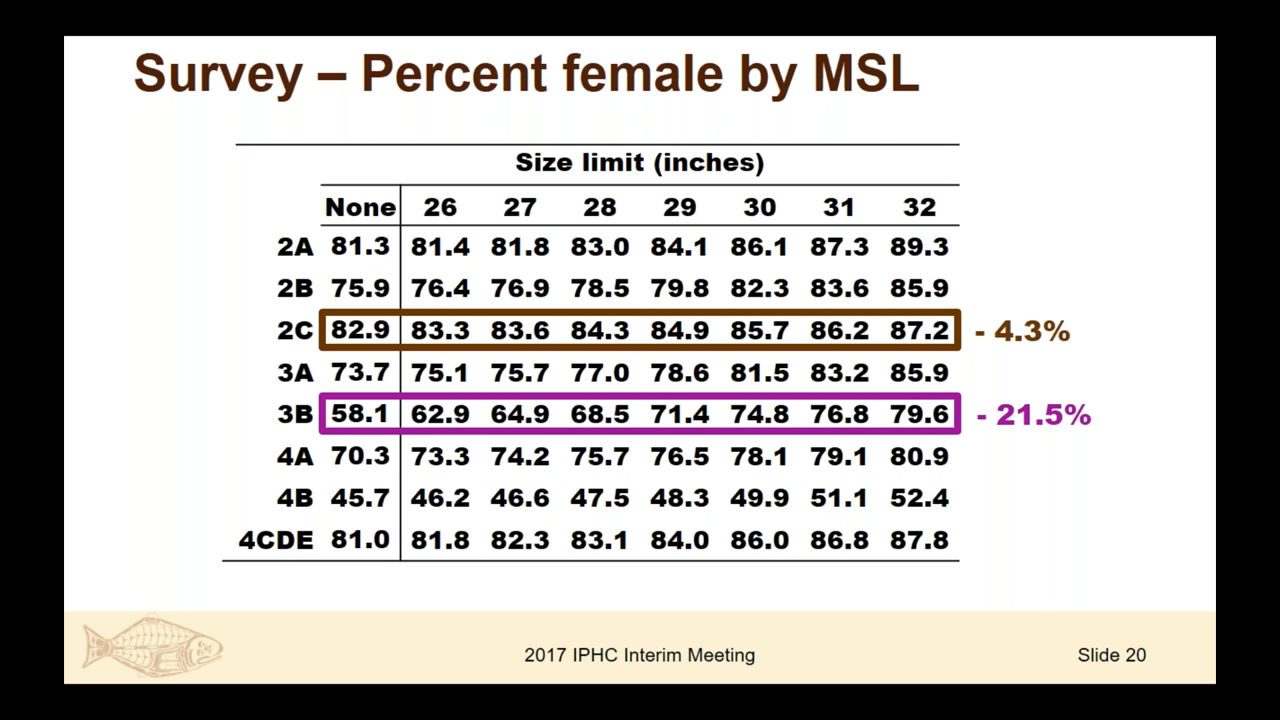 Survey – Percent female by MSL
Size limit (inches)
None 26 27 28 29 30 31 32
2A 81.3 81.4 81.8 83.0 84.1 86.1 87.3 89.3
2B 75.9 76.4 76.9 78.5 79.8 82.3 83.6 85.9
2C 82.9 83.3 83.6 84.3 84.9 85.7 86.2 87.2 - 4.3%
3A 73.7 75.1 75.7 77.0 78.6 81.5 83.2 85.9
3B 58.1 62.9 64.9 68.5 71.4 74.8 76.8 79.6 - 21.5%
4A 70.3 73.3 74.2 75.7 76.5 78.1 79.1 80.9
4B 45.7 46.2 46.6 47.5 48.3 49.9 51.1 52.4
4CDE 81.0 81.8 82.3 83.1 84.0 86.0 86.8 87.8
2017 IPHC Interim Meeting Slide 20